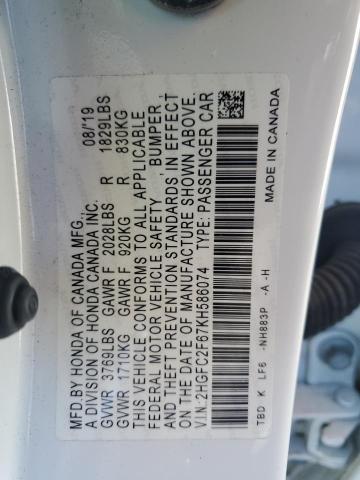 MFD. BY HONDA OF CANADA MFG., 08/19
A DIVISION OF HONDA CANADA INC.
GVWR 3769LBS GAWR F 2028LBS R 1829LBS
GVWR 1710KG GAWR F 920KG R 830KG
THIS VEHICLE CONFORMS TO ALL APPLICABLE
FEDERAL MOTOR VEHICLE SAFETY, BUMPER,
AND THEFT PREVENTION STANDARDS IN EFFECT
ON THE DATE OF MANUFACTURE SHOWN ABOVE.
V.I.N:2HGFC2F67KH586074 TYPE: PASSENGER CAR
TBD K LF6 -NH883P -A -H
MADE IN CANADA